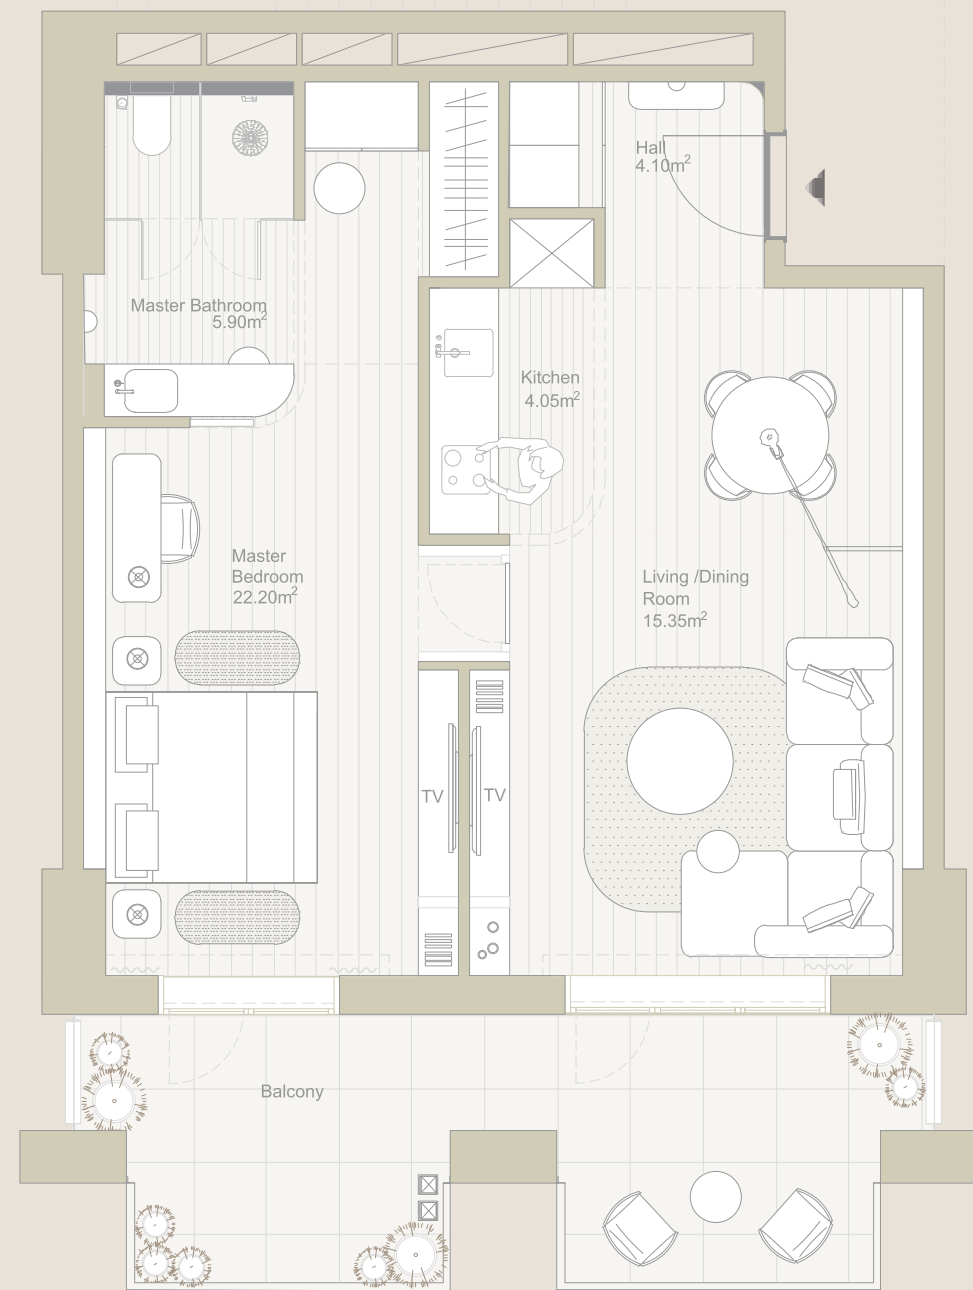 Hall
4.10m²
Master Bathroom
5.90m²
Kitchen
4.05m²
Master
Bedroom
22.20m²
Living /Dining
Room
15.35m²
TV
TV
Balcony